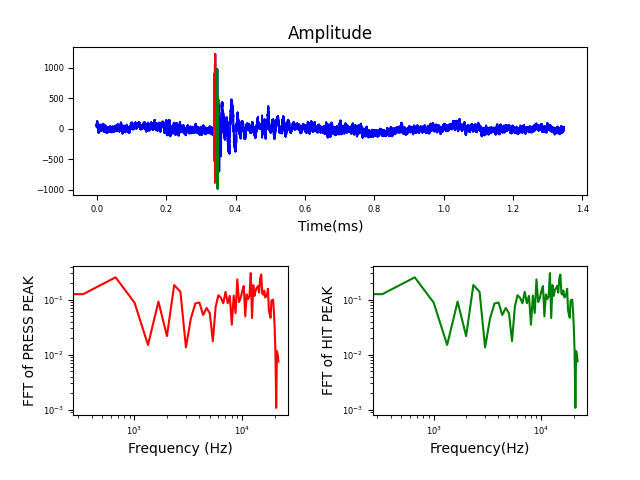 Amplitude
1000
500
0
−500
−1000
0.0 0.2 0.4 0.6 0.8 1.0 1.2 1.4
Time(ms)
FFT of PRESS PEAK
10⁻¹
10⁻²
10⁻³
10³ 10⁴
Frequency (Hz)
FFT of HIT PEAK
10⁻¹
10⁻²
10⁻³
10³ 10⁴
Frequency(Hz)